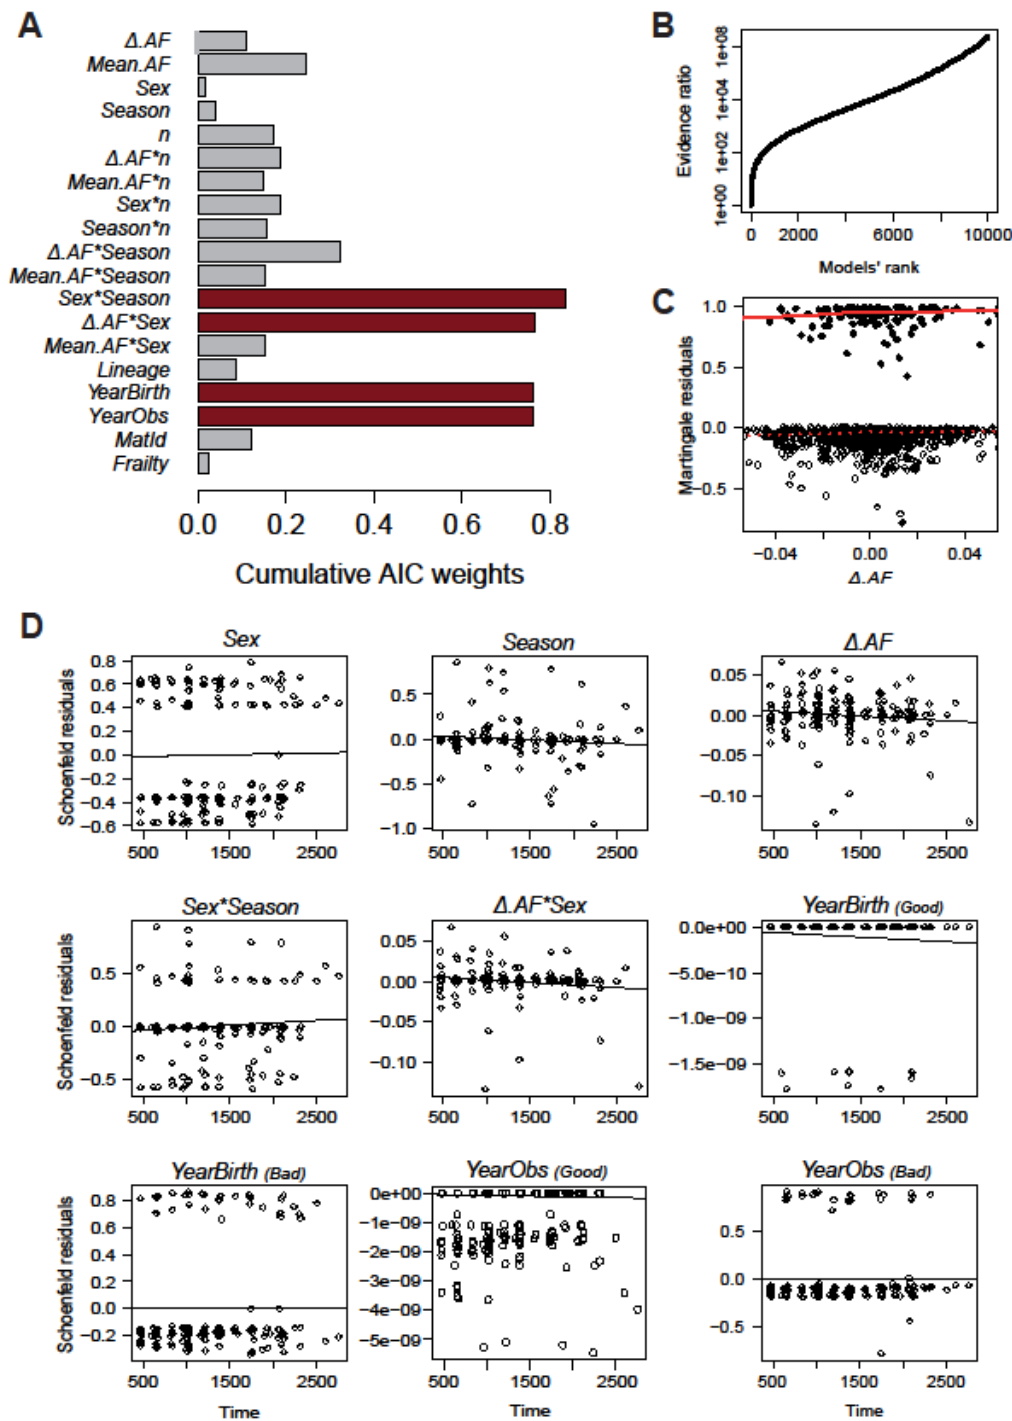 A
Δ.AF
Mean.AF
Sex
Season
n
Δ.AF*n
Mean.AF*n
Sex*n
Season*n
Δ.AF*Season
Mean.AF*Season
Sex*Season
Δ.AF*Sex
Mean.AF*Sex
Lineage
YearBirth
YearObs
MatId
Frailty
0.0 0.2 0.4 0.6 0.8
Cumulative AIC weights
B
Evidence ratio
1e+08
1e+04
1e+02
1e+00
0 2000 6000 10000
Models' rank
C
Martingale residuals
1.0
0.5
0.0
−0.5
−0.04 0.00 0.04
Δ.AF
D
Sex
Schoenfeld residuals
0.8
0.6
0.4
0.0
−0.2
−0.4
−0.6
500 1500 2500
Season
0.5
0.0
−0.5
−1.0
500 1500 2500
Δ.AF
0.05
0.00
−0.05
−0.10
500 1500 2500
Sex*Season
Schoenfeld residuals
0.5
0.0
−0.5
500 1500 2500
Δ.AF*Sex
0.05
0.00
−0.05
−0.10
500 1500 2500
YearBirth (Good)
0.0e+00
−5.0e−10
−1.0e−09
−1.5e−09
500 1500 2500
YearBirth (Bad)
Schoenfeld residuals
0.8
0.6
0.4
0.2
0.0
−0.2
500 1500 2500
Time
YearObs (Good)
0e+00
−1e−09
−2e−09
−3e−09
−4e−09
−5e−09
500 1500 2500
Time
YearObs (Bad)
0.5
0.0
−0.5
500 1500 2500
Time